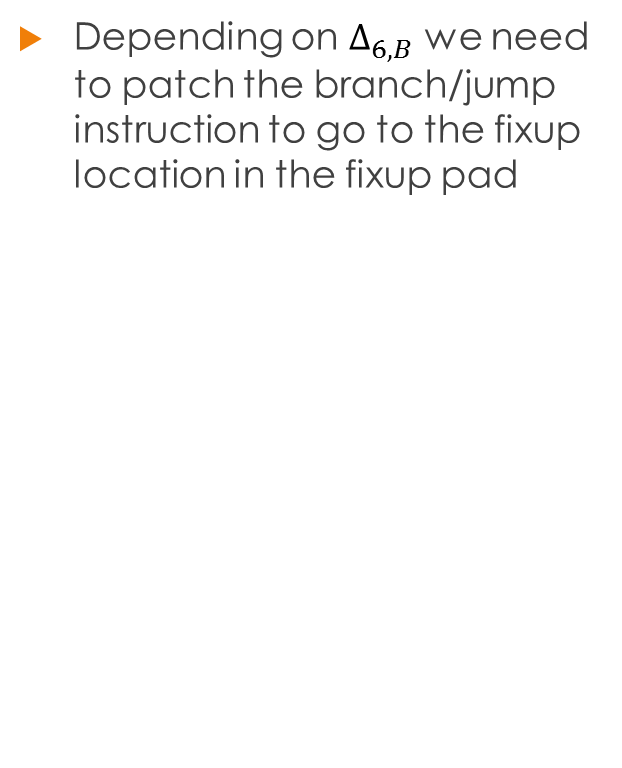 Depending on Δ6,B we need
to patch the branch/jump
instruction to go to the fixup
location in the fixup pad